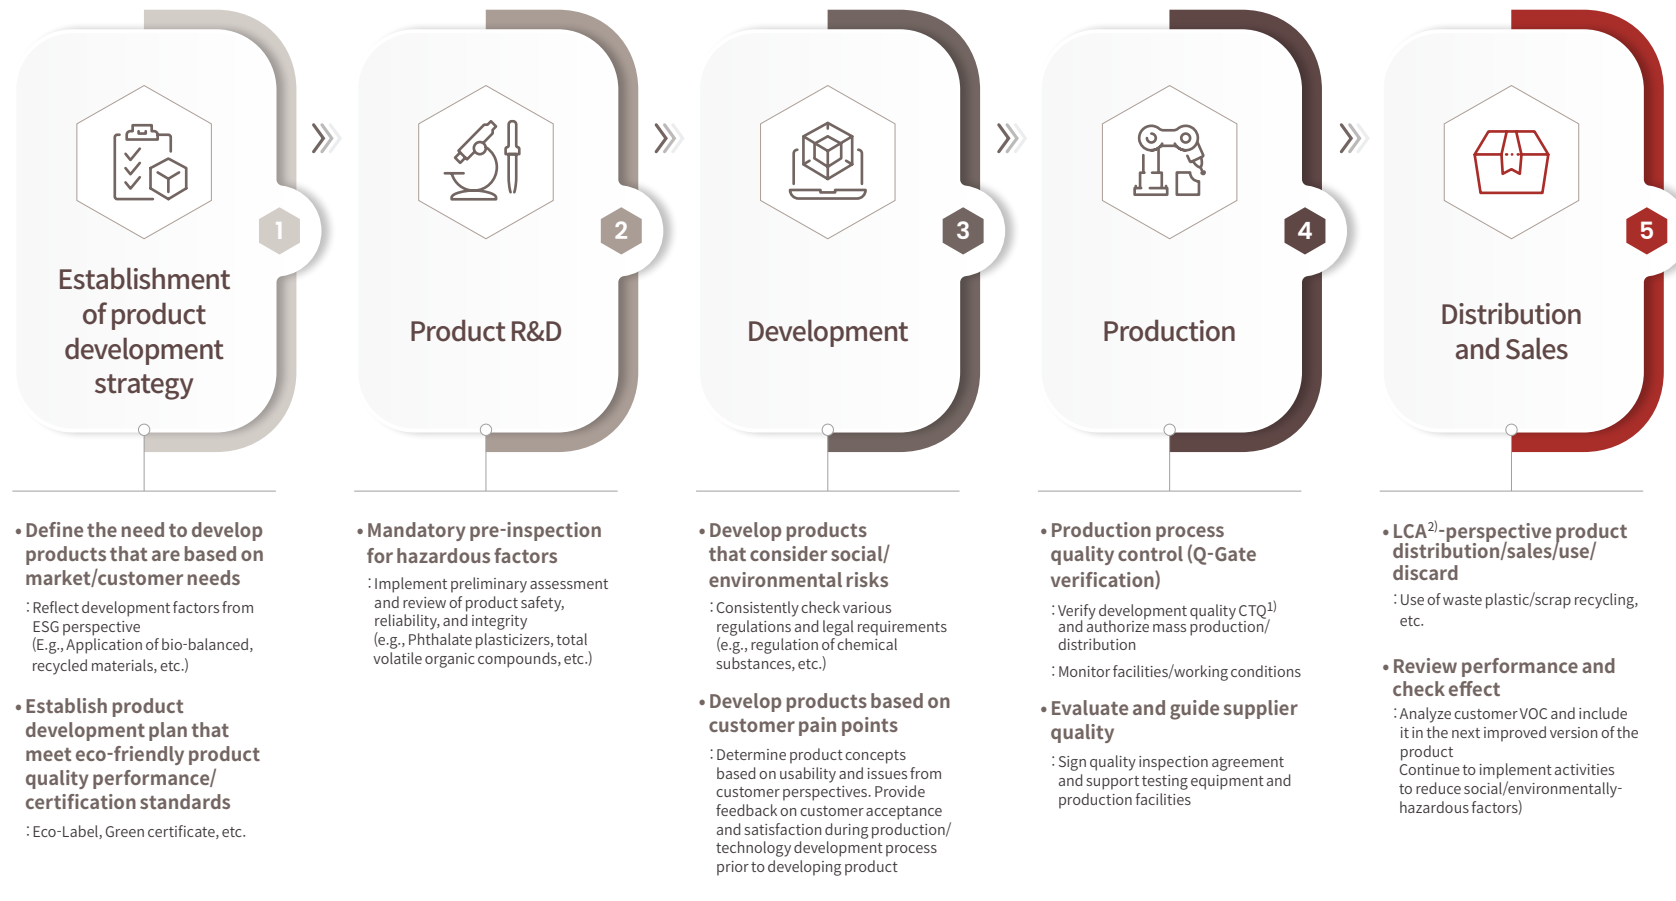 1
Establishment
of product
development
strategy
• Define the need to develop
products that are based on
market/customer needs
: Reflect development factors from
ESG perspective
(E.g., Application of bio-balanced,
recycled materials, etc.)
• Establish product
development plan that
meet eco-friendly product
quality performance/
certification standards
: Eco-Label, Green certificate, etc.
2
Product R&D
• Mandatory pre-inspection
for hazardous factors
: Implement preliminary assessment
and review of product safety,
reliability, and integrity
(e.g., Phthalate plasticizers, total
volatile organic compounds, etc.)
3
Development
• Develop products
that consider social/
environmental risks
: Consistently check various
regulations and legal requirements
(e.g., regulation of chemical
substances, etc.)
• Develop products based on
customer pain points
: Determine product concepts
based on usability and issues from
customer perspectives. Provide
feedback on customer acceptance
and satisfaction during production/
technology development process
prior to developing product
4
Production
• Production process
quality control (Q-Gate
verification)
: Verify development quality CTQ1)
and authorize mass production/
distribution
: Monitor facilities/working conditions
• Evaluate and guide supplier
quality
: Sign quality inspection agreement
and support testing equipment and
production facilities
5
Distribution
and Sales
• LCA2)-perspective product
distribution/sales/use/
discard
: Use of waste plastic/scrap recycling,
etc.
• Review performance and
check effect
: Analyze customer VOC and include
it in the next improved version of the
product
Continue to implement activities
to reduce social/environmentally-
hazardous factors)